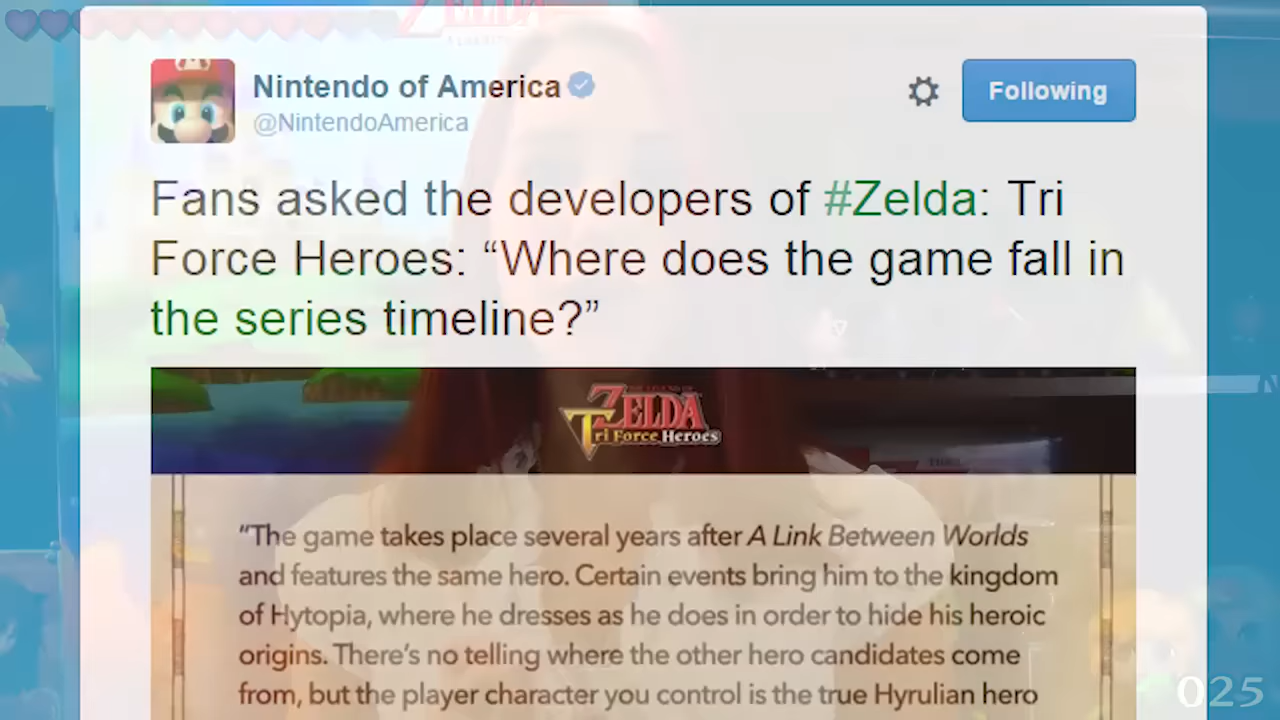 ZELDA
Nintendo of America
@NintendoAmerica
Following
Fans asked the developers of #Zelda: Tri
Force Heroes: “Where does the game fall in
the series timeline?”
ZELDA
Tri Force Heroes
“The game takes place several years after A Link Between Worlds
and features the same hero. Certain events bring him to the kingdom
of Hytopia, where he dresses as he does in order to hide his heroic
origins. There’s no telling where the other hero candidates come
from, but the player character you control is the true Hyrulian hero
025